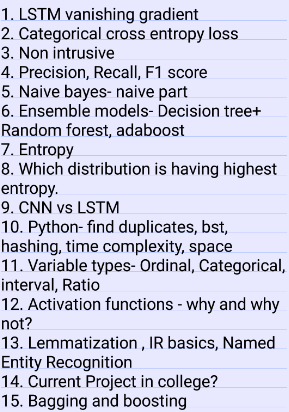 1. LSTM vanishing gradient
2. Categorical cross entropy loss
3. Non intrusive
4. Precision, Recall, F1 score
5. Naive bayes- naive part
6. Ensemble models- Decision tree+
Random forest, adaboost
7. Entropy
8. Which distribution is having highest
entropy.
9. CNN vs LSTM
10. Python- find duplicates, bst,
hashing, time complexity, space
11. Variable types- Ordinal, Categorical,
interval, Ratio
12. Activation functions - why and why
not?
13. Lemmatization , IR basics, Named
Entity Recognition
14. Current Project in college?
15. Bagging and boosting